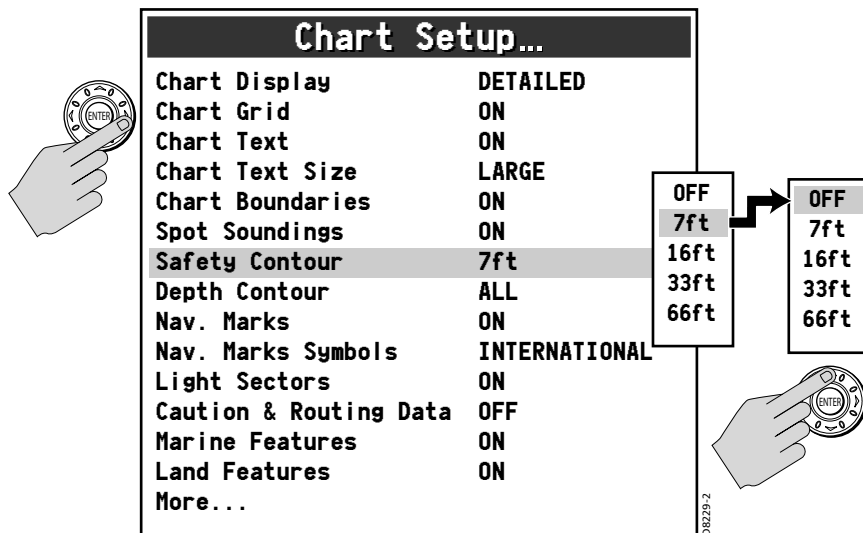 Chart Setup...
ENTER
Chart Display DETAILED
Chart Grid ON
Chart Text ON
Chart Text Size LARGE
Chart Boundaries ON
Spot Soundings ON
Safety Contour 7ft
Depth Contour ALL
Nav. Marks ON
Nav. Marks Symbols INTERNATIONAL
Light Sectors ON
Caution & Routing Data OFF
Marine Features ON
Land Features ON
More...
OFF
7ft
16ft
33ft
66ft
OFF
7ft
16ft
33ft
66ft
ENTER
D8229-2